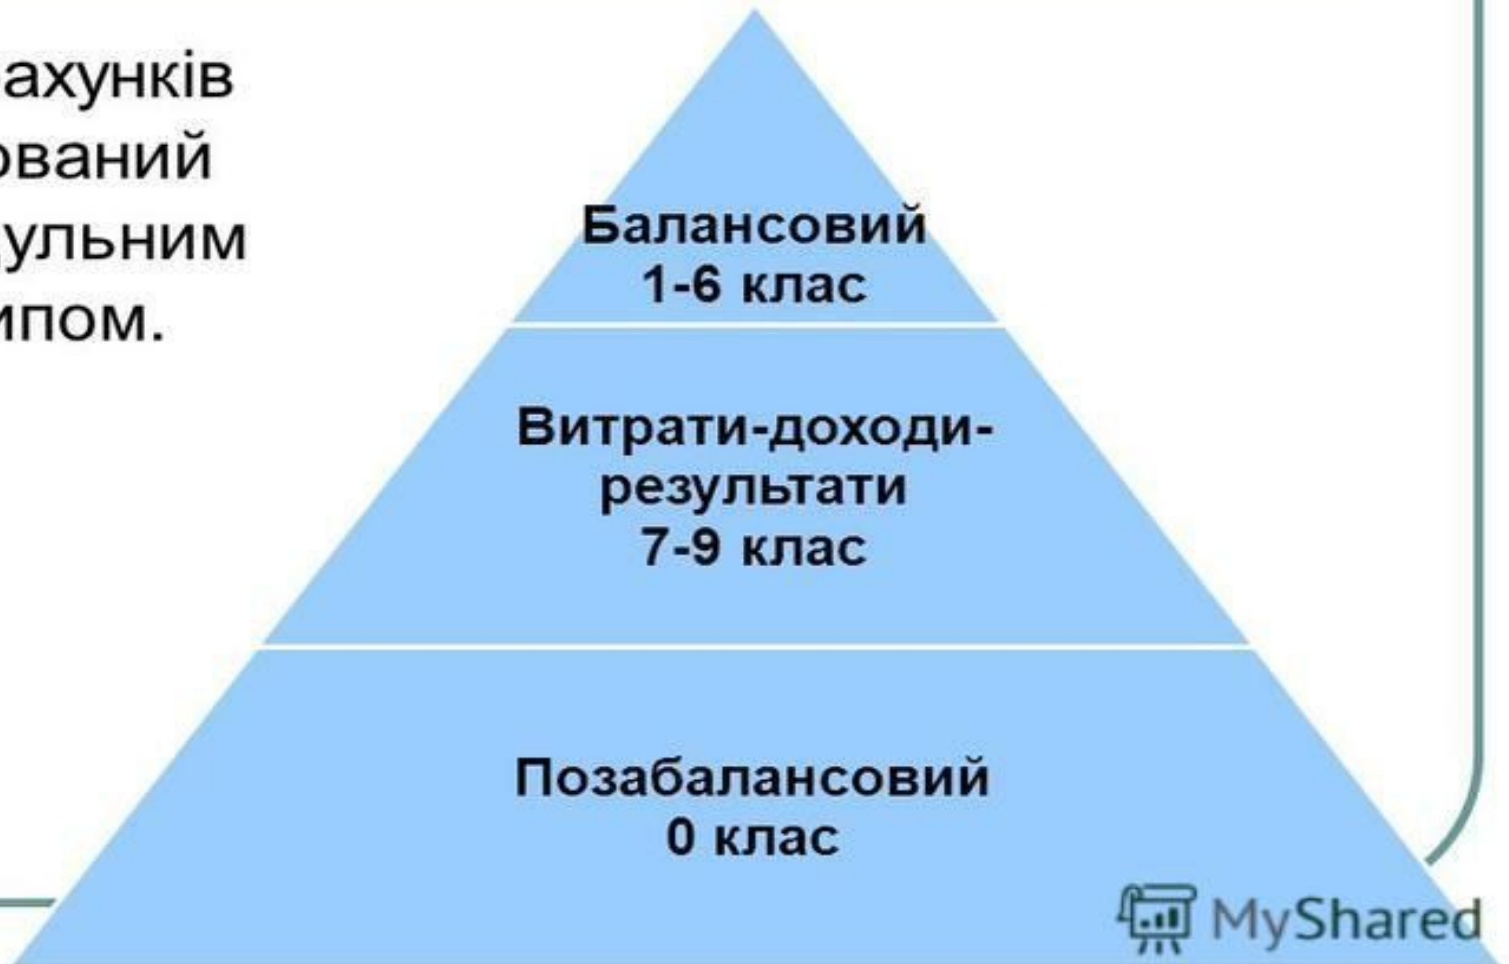 ахунків
ований
ульним
ипом.
Балансовий
1-6 клас
Витрати-доходи-
результати
7-9 клас
Позабалансовий
0 клас
MyShared